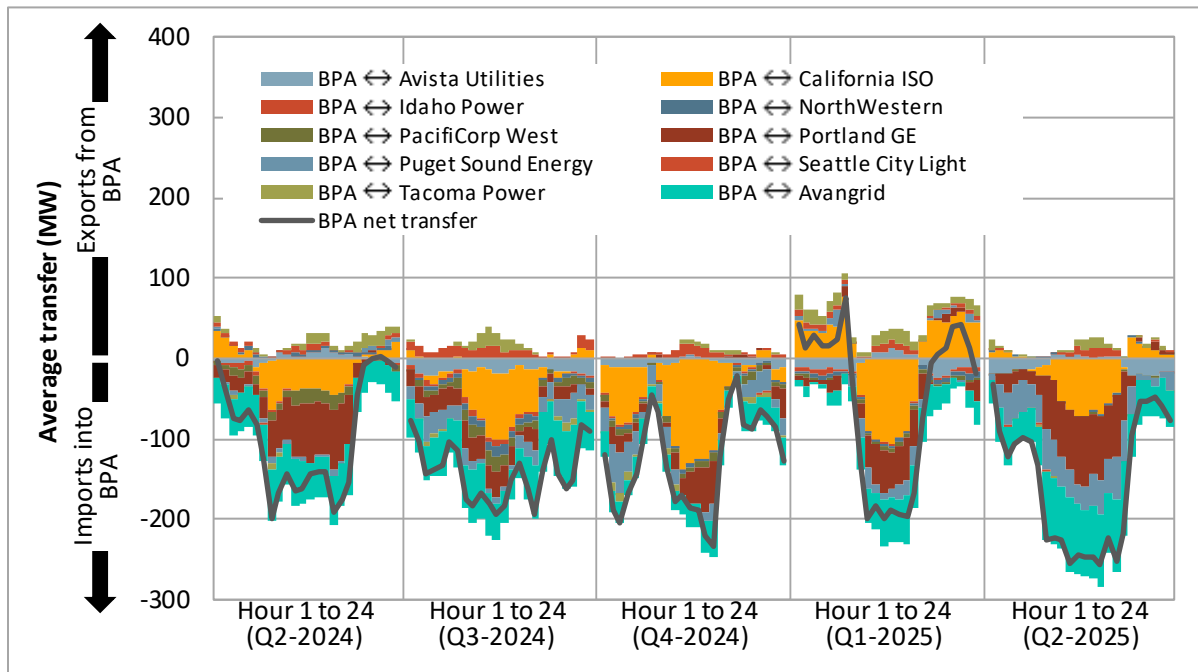 Average transfer (MW)
Exports from
BPA
Imports into
BPA
400
300
200
100
0
-100
-200
-300
BPA ↔ Avista Utilities
BPA ↔ California ISO
BPA ↔ Idaho Power
BPA ↔ NorthWestern
BPA ↔ PacifiCorp West
BPA ↔ Portland GE
BPA ↔ Puget Sound Energy
BPA ↔ Seattle City Light
BPA ↔ Tacoma Power
BPA ↔ Avangrid
BPA net transfer
Hour 1 to 24
(Q2-2024)
Hour 1 to 24
(Q3-2024)
Hour 1 to 24
(Q4-2024)
Hour 1 to 24
(Q1-2025)
Hour 1 to 24
(Q2-2025)